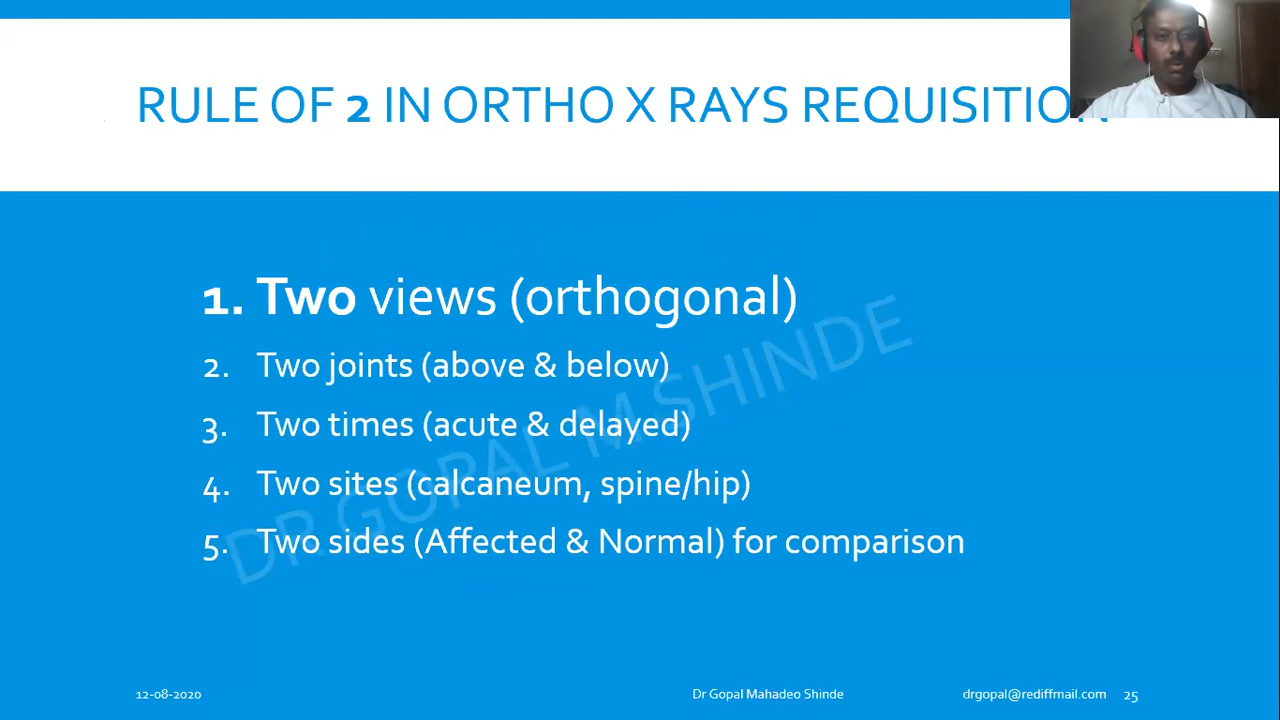 RULE OF 2 IN ORTHO X RAYS REQUISITION
1. Two views (orthogonal)
2. Two joints (above & below)
3. Two times (acute & delayed)
4. Two sites (calcaneum, spine/hip)
5. Two sides (Affected & Normal) for comparison
DR GOPAL M SHINDE
12-08-2020
Dr Gopal Mahadeo Shinde
drgopal@rediffmail.com
25